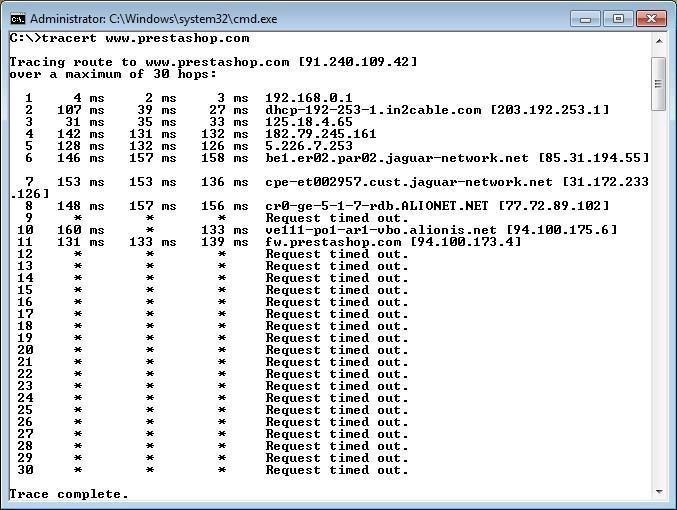 Administrator: C:\Windows\system32\cmd.exe
C:\>tracert www.prestashop.com
Tracing route to www.prestashop.com [91.240.109.42]
over a maximum of 30 hops:
1 4 ms 2 ms 3 ms 192.168.0.1
2 107 ms 39 ms 27 ms dhcp-192-253-1.in2cable.com [203.192.253.1]
3 31 ms 35 ms 33 ms 125.18.4.65
4 142 ms 131 ms 132 ms 182.79.245.161
5 128 ms 132 ms 126 ms 5.226.7.253
6 146 ms 157 ms 158 ms be1.er02.par02.jaguar-network.net [85.31.194.55]
7 153 ms 153 ms 136 ms cpe-et002957.cust.jaguar-network.net [31.172.233
.126]
8 148 ms 157 ms 156 ms cr0-ge-5-1-7-rdb.ALIONET.NET [77.72.89.102]
9 * * * Request timed out.
10 160 ms * 133 ms ve111-po1-ar1-vbo.alionis.net [94.100.175.6]
11 131 ms 133 ms 139 ms fw.prestashop.com [94.100.173.4]
12 * * * Request timed out.
13 * * * Request timed out.
14 * * * Request timed out.
15 * * * Request timed out.
16 * * * Request timed out.
17 * * * Request timed out.
18 * * * Request timed out.
19 * * * Request timed out.
20 * * * Request timed out.
21 * * * Request timed out.
22 * * * Request timed out.
23 * * * Request timed out.
24 * * * Request timed out.
25 * * * Request timed out.
26 * * * Request timed out.
27 * * * Request timed out.
28 * * * Request timed out.
29 * * * Request timed out.
30 * * * Request timed out.
Trace complete.